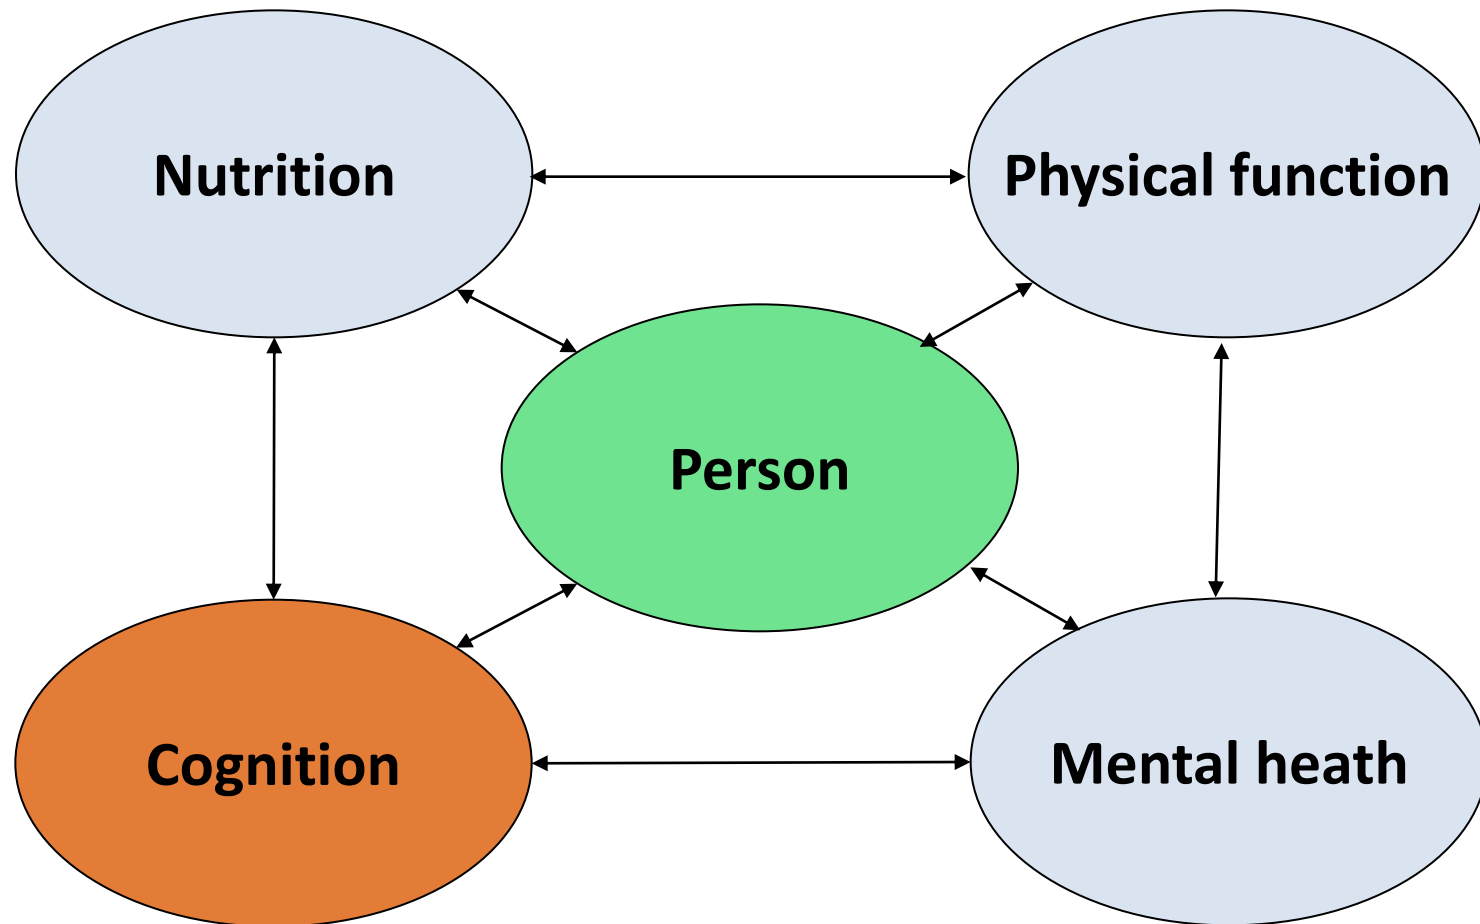 Nutrition
Physical function
Person
Cognition
Mental heath